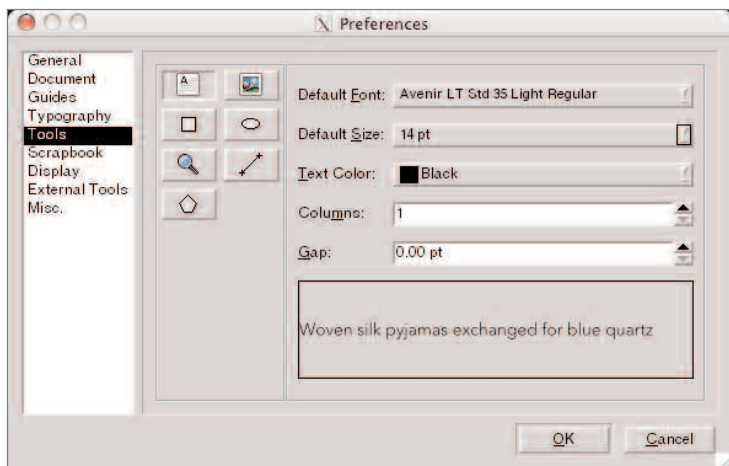 Preferences
General
Document
Guides
Typography
Tools
Scrapbook
Display
External Tools
Misc.
A
Default Font: Avenir LT Std 35 Light Regular
Default Size: 14 pt
Text Color: Black
Columns: 1
Gap: 0.00 pt
Woven silk pyjamas exchanged for blue quartz
OK Cancel